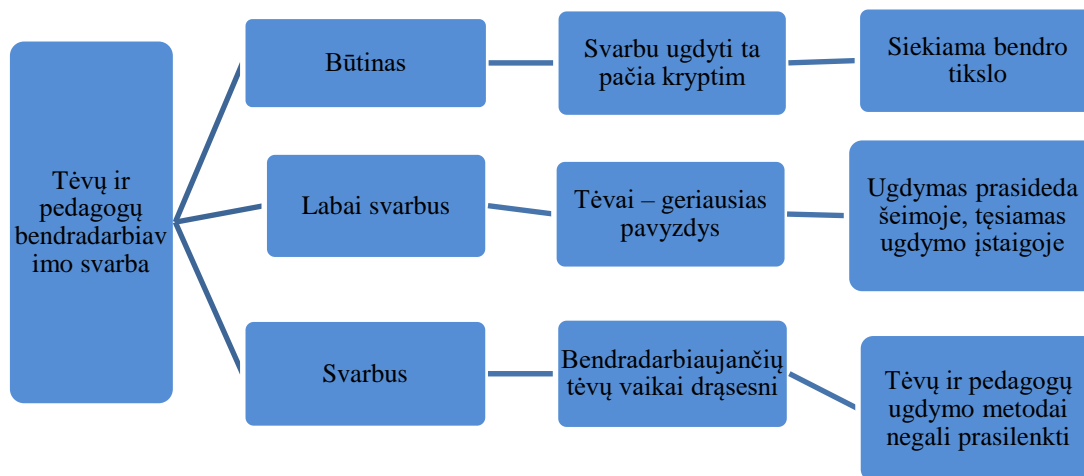 Tėvų ir
pedagogų
bendradarbiav
imo svarba
Būtinas
Svarbu ugdyti ta
pačia kryptim
Siekiama bendro
tikslo
Labai svarbus
Tėvai – geriausias
pavyzdys
Ugdymas prasideda
šeimoje, tęsiamas
ugdymo įstaigoje
Svarbus
Bendradarbiaujančių
tėvų vaikai drąsesni
Tėvų ir pedagogų
ugdymo metodai
negali prasilenkti